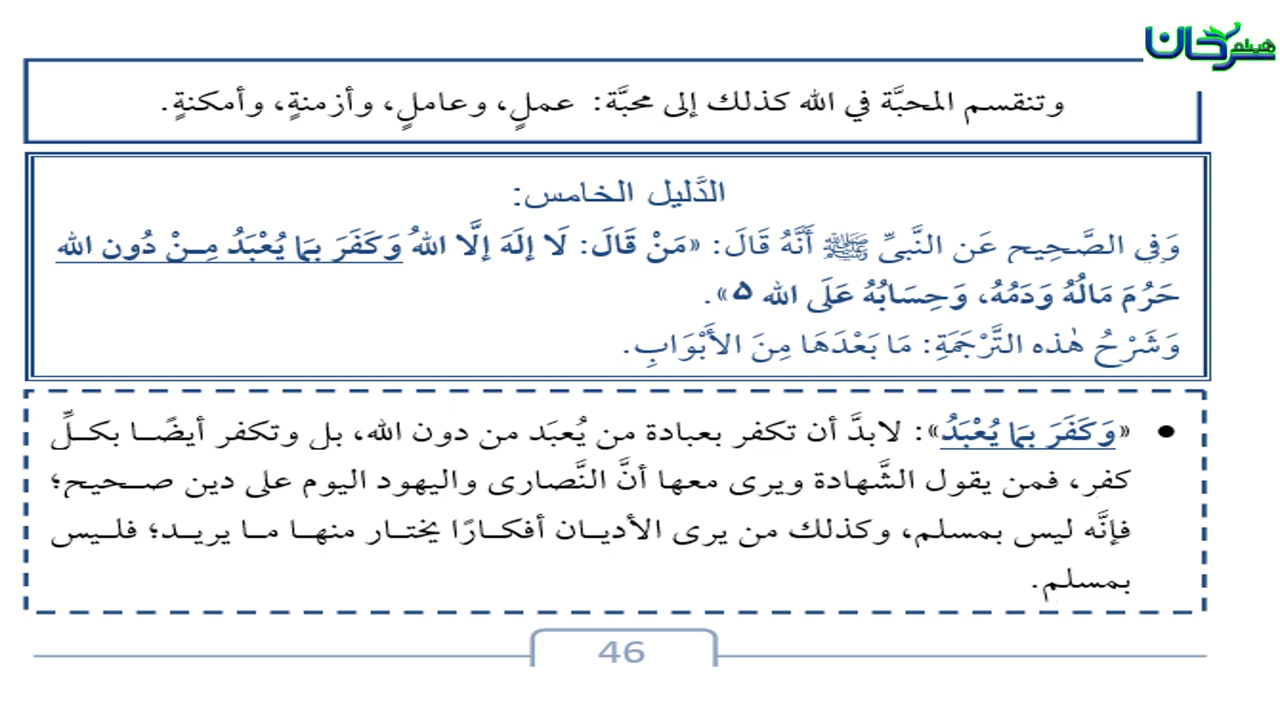 هيثم سرحان
وتنقسم المحبَّة في الله كذلك إلى محبَّة: عملٍ، وعاملٍ، وأزمنةٍ، وأمكنةٍ.
الدَّليل الخامس:
وَفِي الصَّحِيحِ عَنِ النَّبِيِّ ﷺ أَنَّهُ قَالَ: «مَنْ قَالَ: لَا إِلَهَ إِلَّا اللهُ وَكَفَرَ بِمَا يُعْبَدُ مِنْ دُونِ الله
حَرُمَ مَالُهُ وَدَمُهُ، وَحِسَابُهُ عَلَى الله ۵».
وَشَرْحُ هَٰذه التَّرْجَمَةِ: مَا بَعْدَهَا مِنَ الأَبْوَابِ.
• «وَكَفَرَ بِمَا يُعْبَدُ»: لابدَّ أن تكفر بعبادة من يُعبَد من دون الله، بل وتكفر أيضًا بكلِّ
كفر، فمن يقول الشَّهادة ويرى معها أنَّ النَّصارى واليهود اليوم على دين صحيح؛
فإنَّه ليس بمسلم، وكذلك من يرى الأديان أفكارًا يختار منها ما يريد؛ فليس
بمسلم.
46